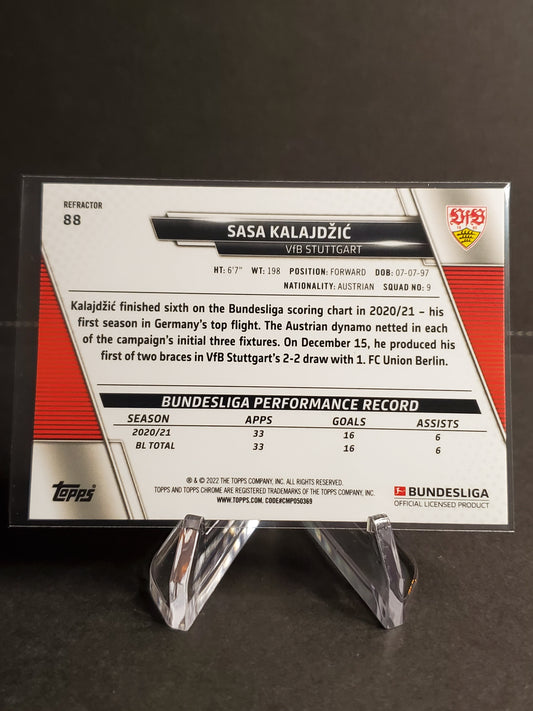 REFRACTOR
88
SASA KALAJDŽIĆ
VfB STUTTGART
VfB
HT: 6'7" WT: 198 POSITION: FORWARD DOB: 07-07-97
NATIONALITY: AUSTRIAN SQUAD NO: 9
Kalajdžić finished sixth on the Bundesliga scoring chart in 2020/21 – his
first season in Germany's top flight. The Austrian dynamo netted in each
of the campaign's initial three fixtures. On December 15, he produced his
first of two braces in VfB Stuttgart's 2-2 draw with 1. FC Union Berlin.
BUNDESLIGA PERFORMANCE RECORD
SEASON APPS GOALS ASSISTS
2020/21 33 16 6
BL TOTAL 33 16 6
Topps
® & © 2022 THE TOPPS COMPANY, INC. ALL RIGHTS RESERVED.
TOPPS AND TOPPS CHROME ARE REGISTERED TRADEMARKS OF THE TOPPS COMPANY, INC.
WWW.TOPPS.COM. CODE#CMP050369
BUNDESLIGA
OFFICIAL LICENSED PRODUCT